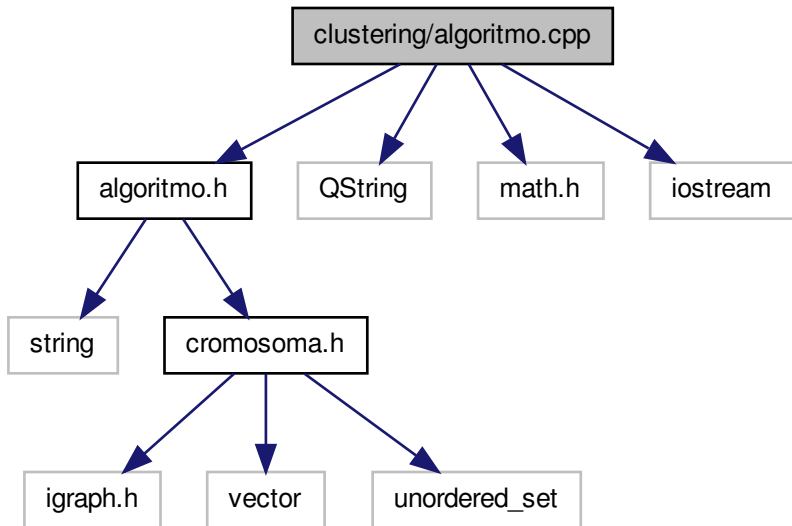 clustering/algoritmo.cpp
algoritmo.h
QString
math.h
iostream
string
cromosoma.h
igraph.h
vector
unordered_set